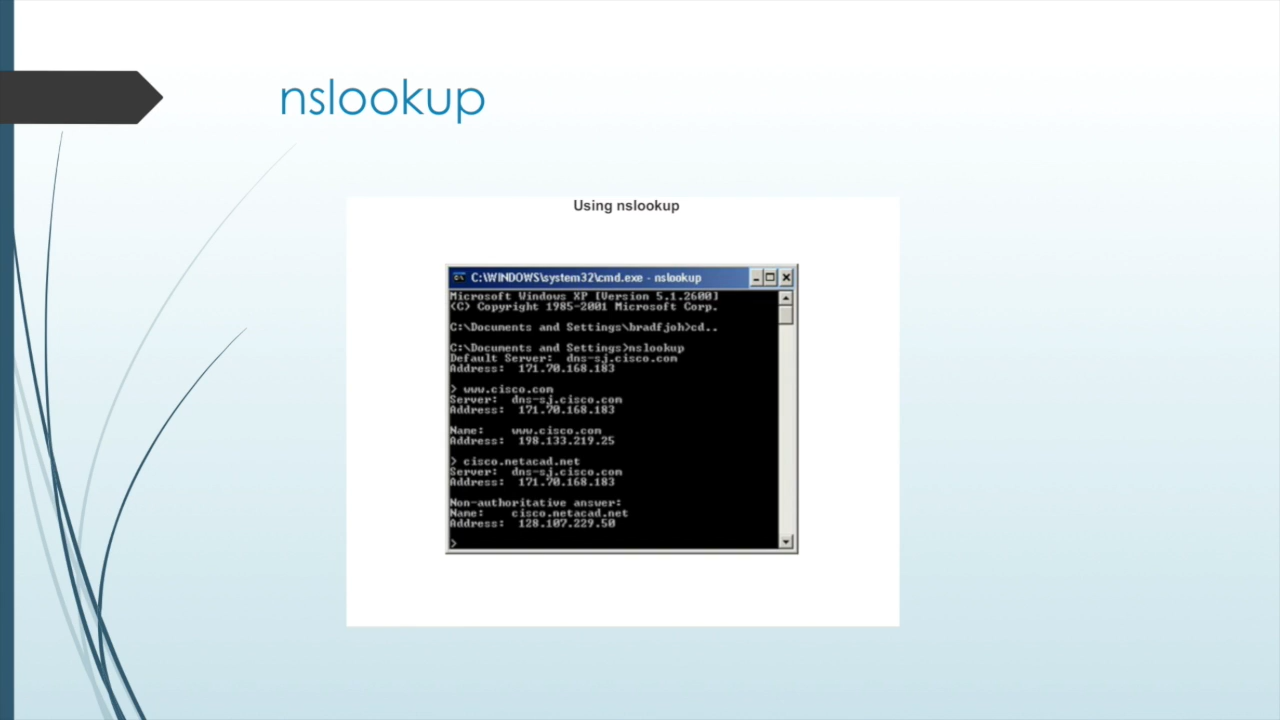 nslookup
Using nslookup
C:\WINDOWS\system32\cmd.exe - nslookup
Microsoft Windows XP [Version 5.1.2600]
(C) Copyright 1985-2001 Microsoft Corp.
C:\Documents and Settings\bradfjoh>cd..
C:\Documents and Settings>nslookup
Default Server:  dns-sj.cisco.com
Address:  171.70.168.183
> www.cisco.com
Server:  dns-sj.cisco.com
Address:  171.70.168.183
Name:    www.cisco.com
Address:  198.133.219.25
> cisco.netacad.net
Server:  dns-sj.cisco.com
Address:  171.70.168.183
Non-authoritative answer:
Name:    cisco.netacad.net
Address:  128.107.229.50
>